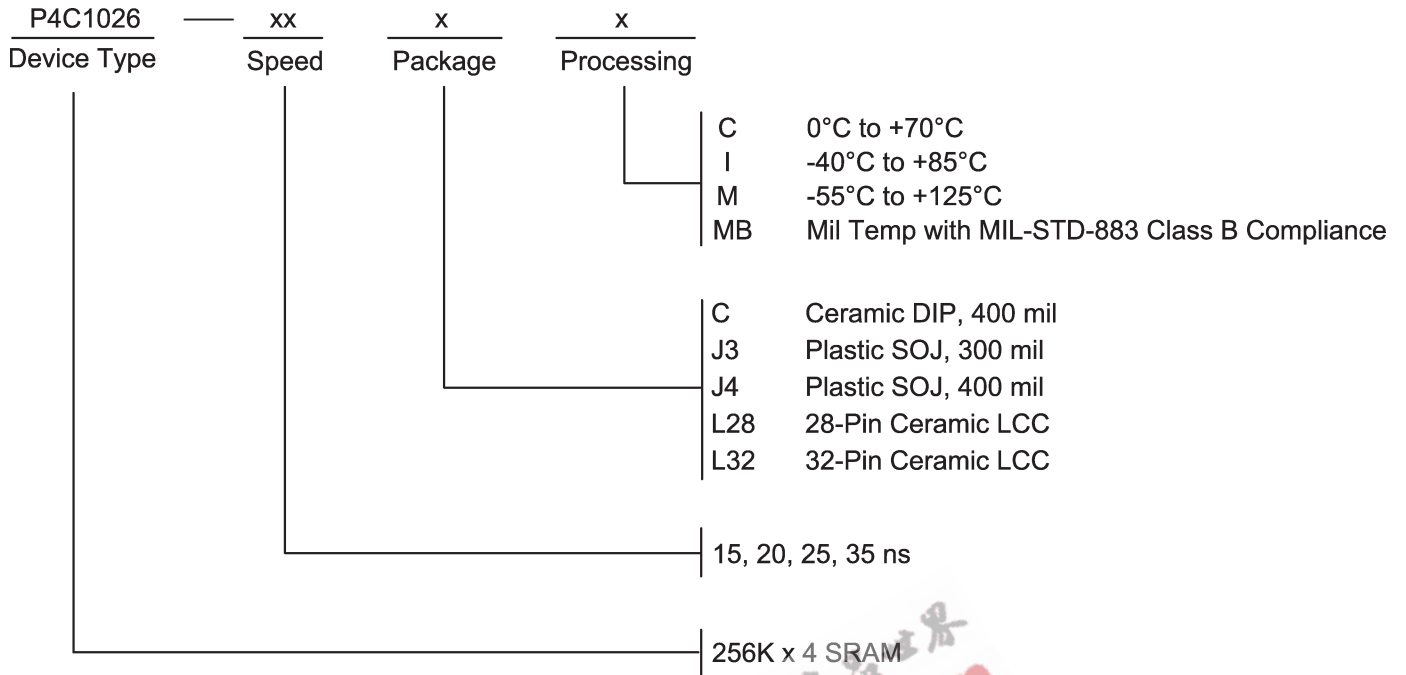 P4C1026 — xx x x
Device Type Speed Package Processing
C 0°C to +70°C
I -40°C to +85°C
M -55°C to +125°C
MB Mil Temp with MIL-STD-883 Class B Compliance
C Ceramic DIP, 400 mil
J3 Plastic SOJ, 300 mil
J4 Plastic SOJ, 400 mil
L28 28-Pin Ceramic LCC
L32 32-Pin Ceramic LCC
15, 20, 25, 35 ns
256K x 4 SRAM